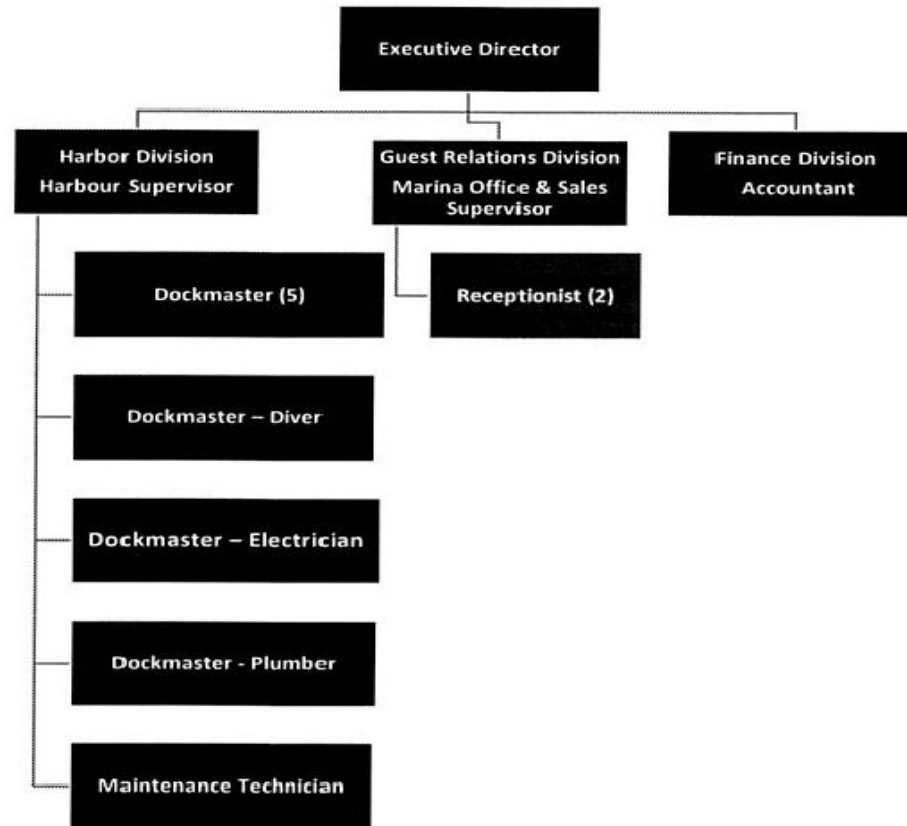 Executive Director
Harbor Division
Harbour Supervisor
Guest Relations Division
Marina Office & Sales
Supervisor
Finance Division
Accountant
Dockmaster (5)
Receptionist (2)
Dockmaster – Diver
Dockmaster – Electrician
Dockmaster - Plumber
Maintenance Technician